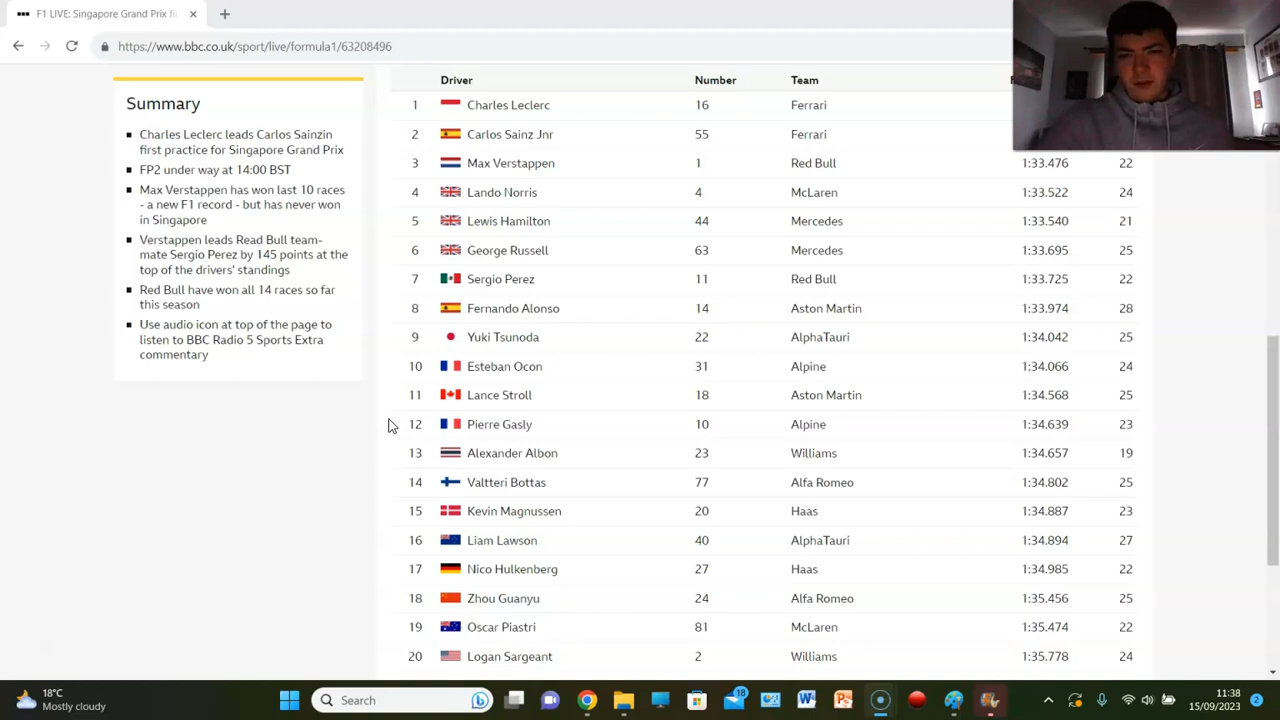 F1 LIVE: Singapore Grand Prix fi
https://www.bbc.co.uk/sport/live/formula1/63208496
Summary
Charles Leclerc leads Carlos Sainzin
first practice for Singapore Grand Prix
FP2 under way at 14:00 BST
Max Verstappen has won last 10 races
- a new F1 record - but has never won
in Singapore
Verstappen leads Read Bull team-
mate Sergio Perez by 145 points at the
top of the drivers' standings
Red Bull have won all 14 races so far
this season
Use audio icon at top of the page to
listen to BBC Radio 5 Sports Extra
commentary
Driver Number Team
1 Charles Leclerc 16 Ferrari
2 Carlos Sainz Jnr 55 Ferrari
3 Max Verstappen 1 Red Bull 1:33.476 22
4 Lando Norris 4 McLaren 1:33.522 24
5 Lewis Hamilton 44 Mercedes 1:33.540 21
6 George Russell 63 Mercedes 1:33.695 25
7 Sergio Perez 11 Red Bull 1:33.725 22
8 Fernando Alonso 14 Aston Martin 1:33.974 28
9 Yuki Tsunoda 22 AlphaTauri 1:34.042 25
10 Esteban Ocon 31 Alpine 1:34.066 24
11 Lance Stroll 18 Aston Martin 1:34.568 25
12 Pierre Gasly 10 Alpine 1:34.639 23
13 Alexander Albon 23 Williams 1:34.657 19
14 Valtteri Bottas 77 Alfa Romeo 1:34.802 25
15 Kevin Magnussen 20 Haas 1:34.887 23
16 Liam Lawson 40 AlphaTauri 1:34.894 27
17 Nico Hulkenberg 27 Haas 1:34.985 22
18 Zhou Guanyu 24 Alfa Romeo 1:35.456 25
19 Oscar Piastri 81 McLaren 1:35.474 22
20 Logan Sargeant 2 Williams 1:35.778 24
18°C
Mostly cloudy
Search
18
11:38
15/09/2023
2